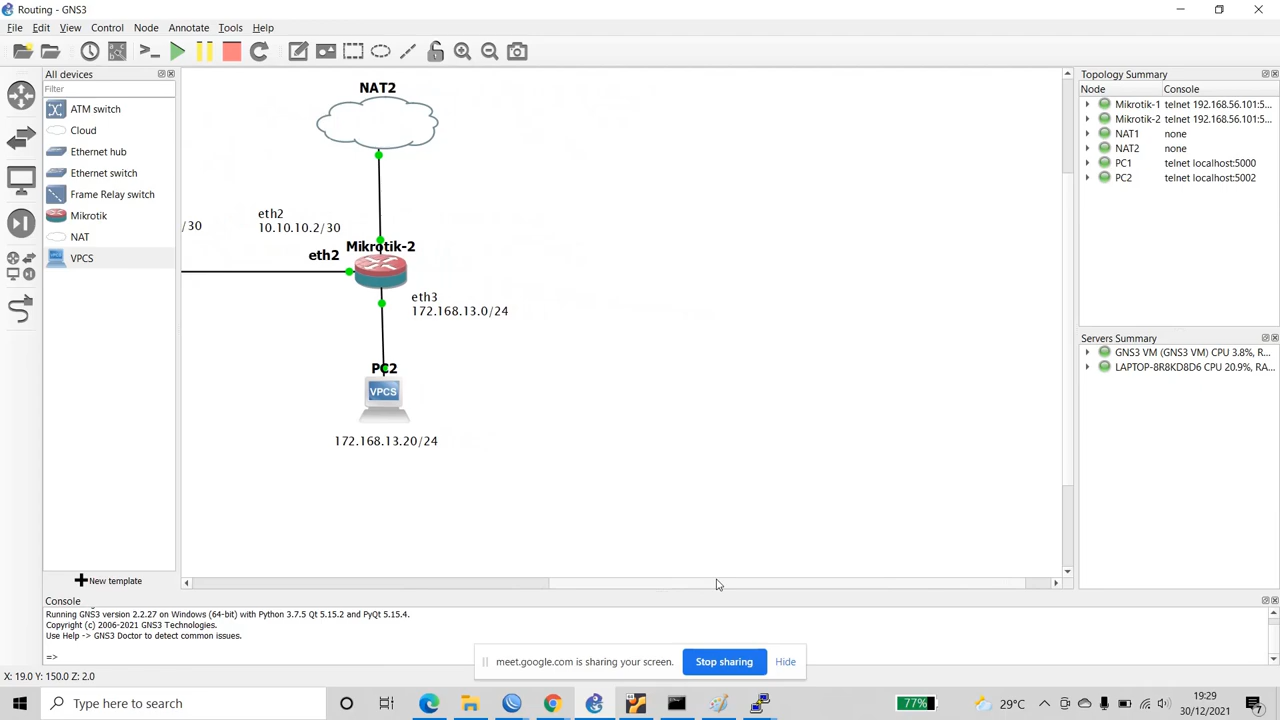 Routing - GNS3
File Edit View Control Node Annotate Tools Help
All devices
Filter
ATM switch
Cloud
Ethernet hub
Ethernet switch
Frame Relay switch
Mikrotik
NAT
VPCS
New template
NAT2
/30
eth2
10.10.10.2/30
Mikrotik-2
eth2
eth3
172.168.13.0/24
PC2
VPCS
172.168.13.20/24
Topology Summary
Node Console
Mikrotik-1 telnet 192.168.56.101:5...
Mikrotik-2 telnet 192.168.56.101:5...
NAT1 none
NAT2 none
PC1 telnet localhost:5000
PC2 telnet localhost:5002
Servers Summary
GNS3 VM (GNS3 VM) CPU 3.8%, R...
LAPTOP-8R8KD8D6 CPU 20.9%, RA...
Console
Running GNS3 version 2.2.27 on Windows (64-bit) with Python 3.7.5 Qt 5.15.2 and PyQt 5.15.4.
Copyright (c) 2006-2021 GNS3 Technologies.
Use Help -> GNS3 Doctor to detect common issues.
=>
meet.google.com is sharing your screen. Stop sharing Hide
X: 19.0 Y: 150.0 Z: 2.0
Type here to search
77%
29°C
19:29
30/12/2021
7